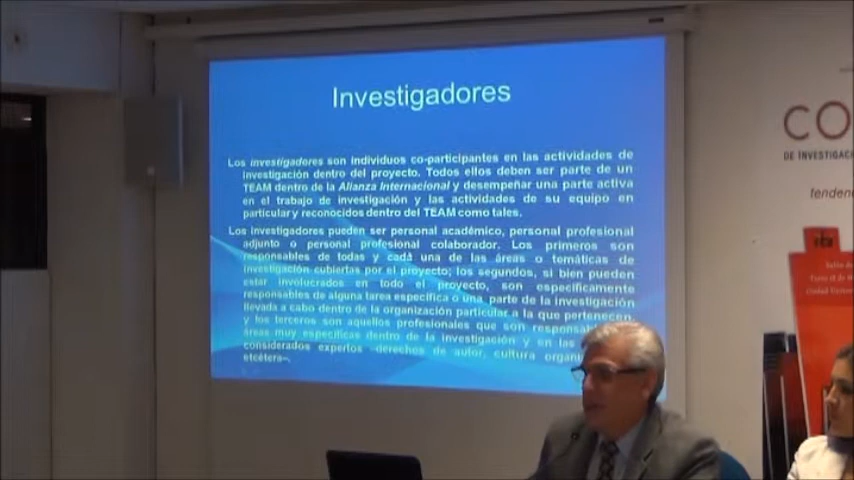 Investigadores
Los investigadores son individuos co-participantes en las actividades de
investigación dentro del proyecto. Todos ellos deben ser parte de un
TEAM dentro de la Alianza Internacional y desempeñar una parte activa
en el trabajo de investigación y las actividades de su equipo en
particular y reconocidos dentro del TEAM como tales.
Los investigadores pueden ser personal académico, personal profesional
adjunto o personal profesional colaborador. Los primeros son
responsables de todas y cada una de las áreas o temáticas de
investigación cubiertas por el proyecto; los segundos, si bien pueden
estar involucrados en todo el proyecto, son específicamente
responsables de alguna tarea específica o una parte de la investigación
llevada a cabo dentro de la organización particular a la que pertenecen,
y los terceros son aquellos profesionales que son
áreas muy específicas dentro de la investigación y en las
considerados expertos –derechos de autor, cultura
etcétera–.
CO
DE